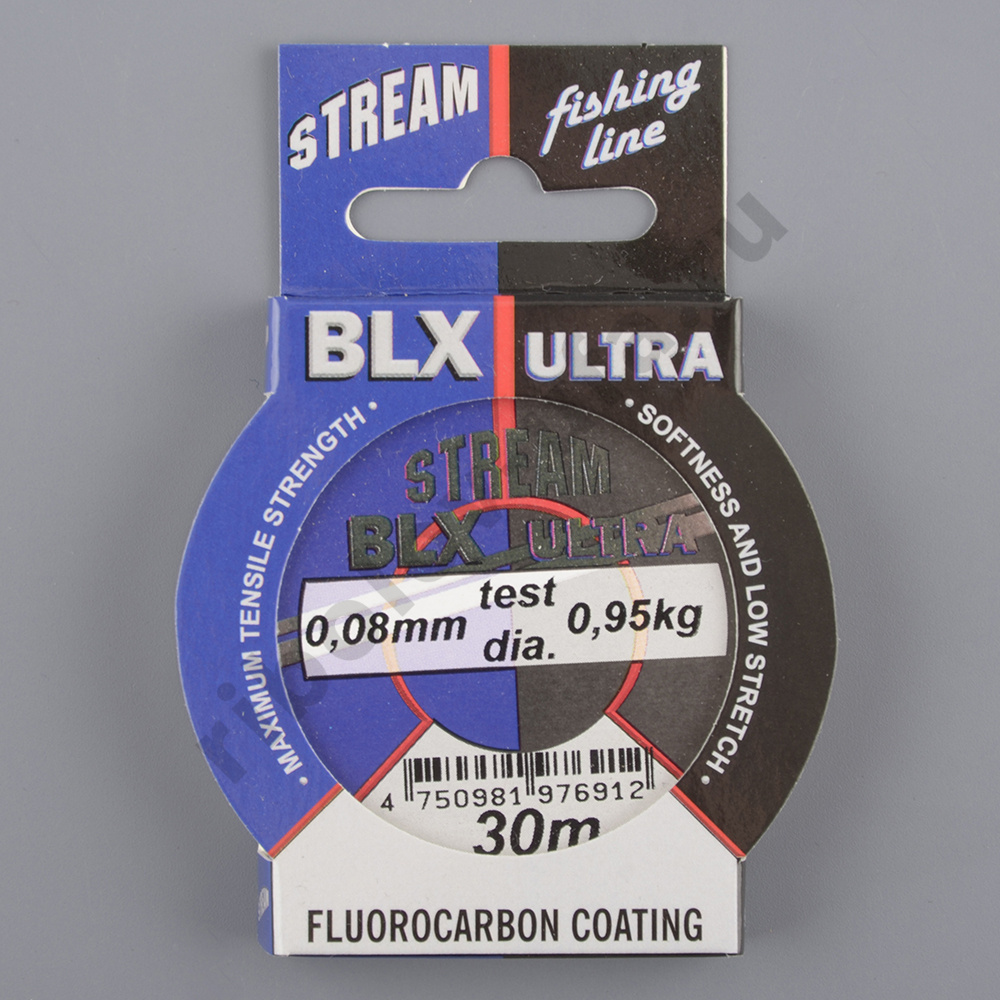 STREAM
fishing
line
BLX ULTRA
• MAXIMUM TENSILE STRENGTH •
• SOFTNESS AND LOW STRETCH •
STREAM
BLX ULTRA
test
0,08mm 0,95kg
dia.
4 750981 976912
30m
FLUOROCARBON COATING